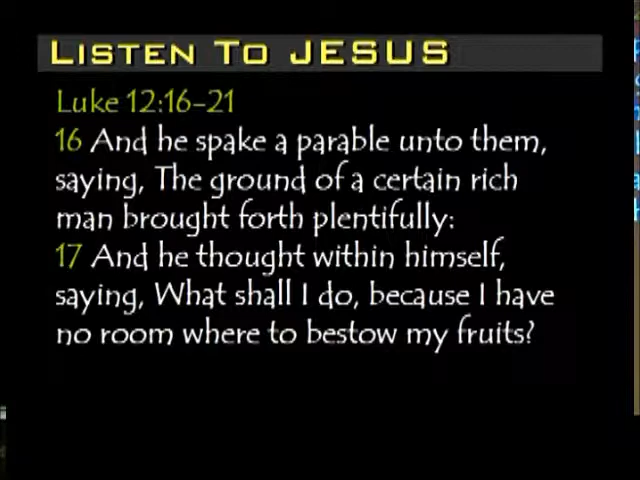 LISTEN TO JESUS
Luke 12:16-21
16 And he spake a parable unto them,
saying, The ground of a certain rich
man brought forth plentifully:
17 And he thought within himself,
saying, What shall I do, because I have
no room where to bestow my fruits?